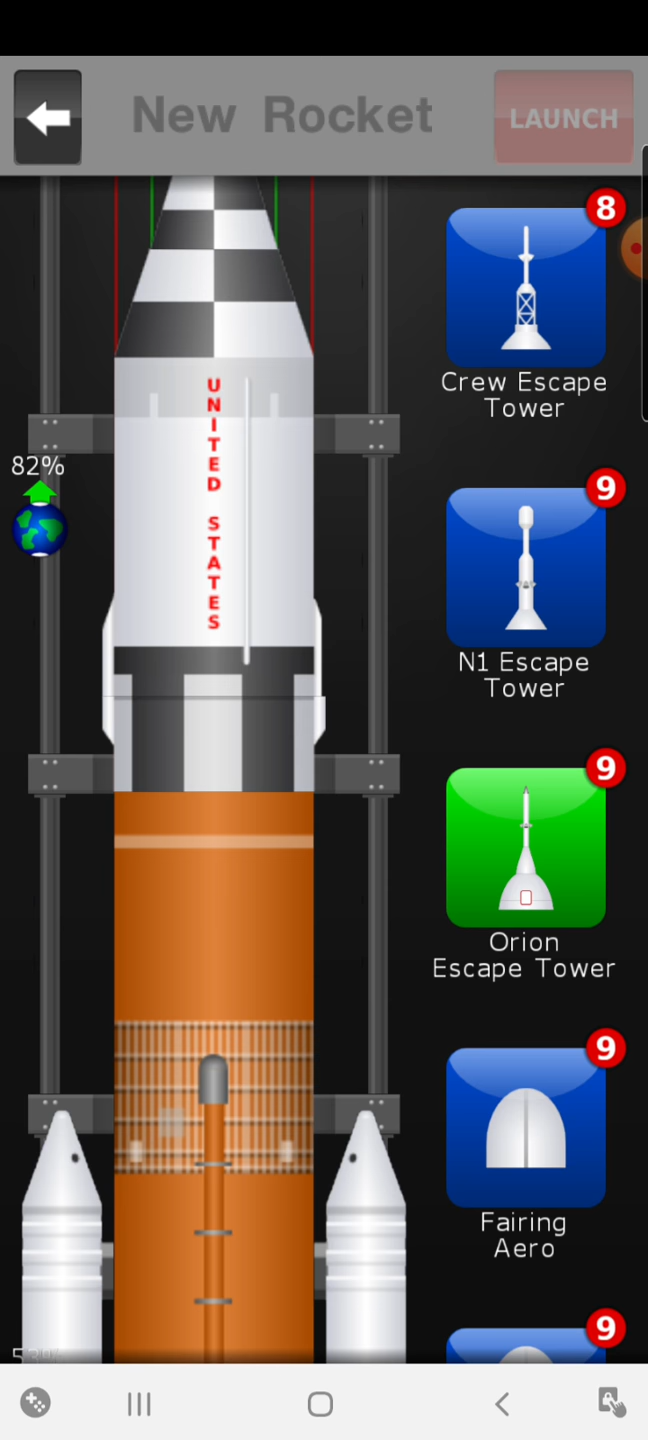 New Rocket
LAUNCH
8
Crew Escape
Tower
UNITED STATES
82%
9
N1 Escape
Tower
9
Orion
Escape Tower
9
Fairing
Aero
9
53%